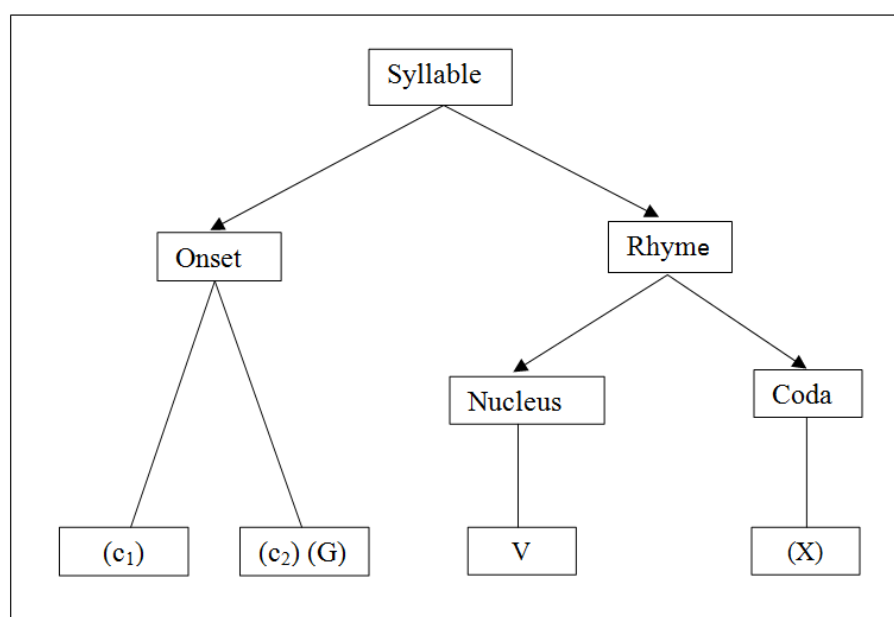 Syllable
Onset
Rhyme
Nucleus
Coda
(c₁)
(c₂) (G)
V
(X)